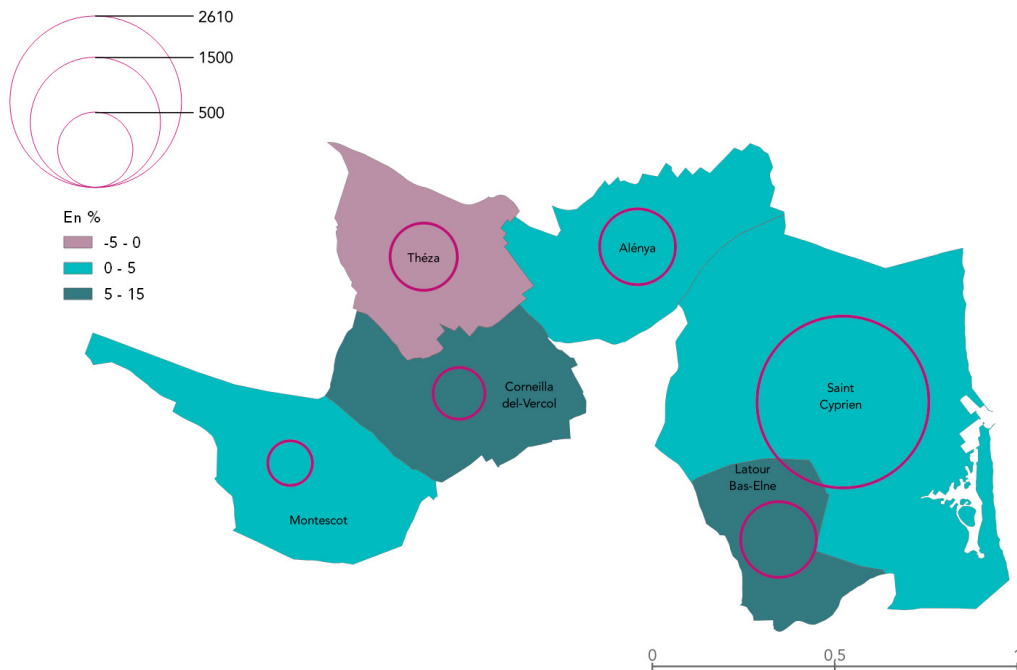 2610
1500
500
En %
-5 - 0
0 - 5
5 - 15
Théza
Alénya
Corneilla
del-Vercol
Saint
Cyprien
Latour
Bas-Elne
Montescot
0
0,5
1